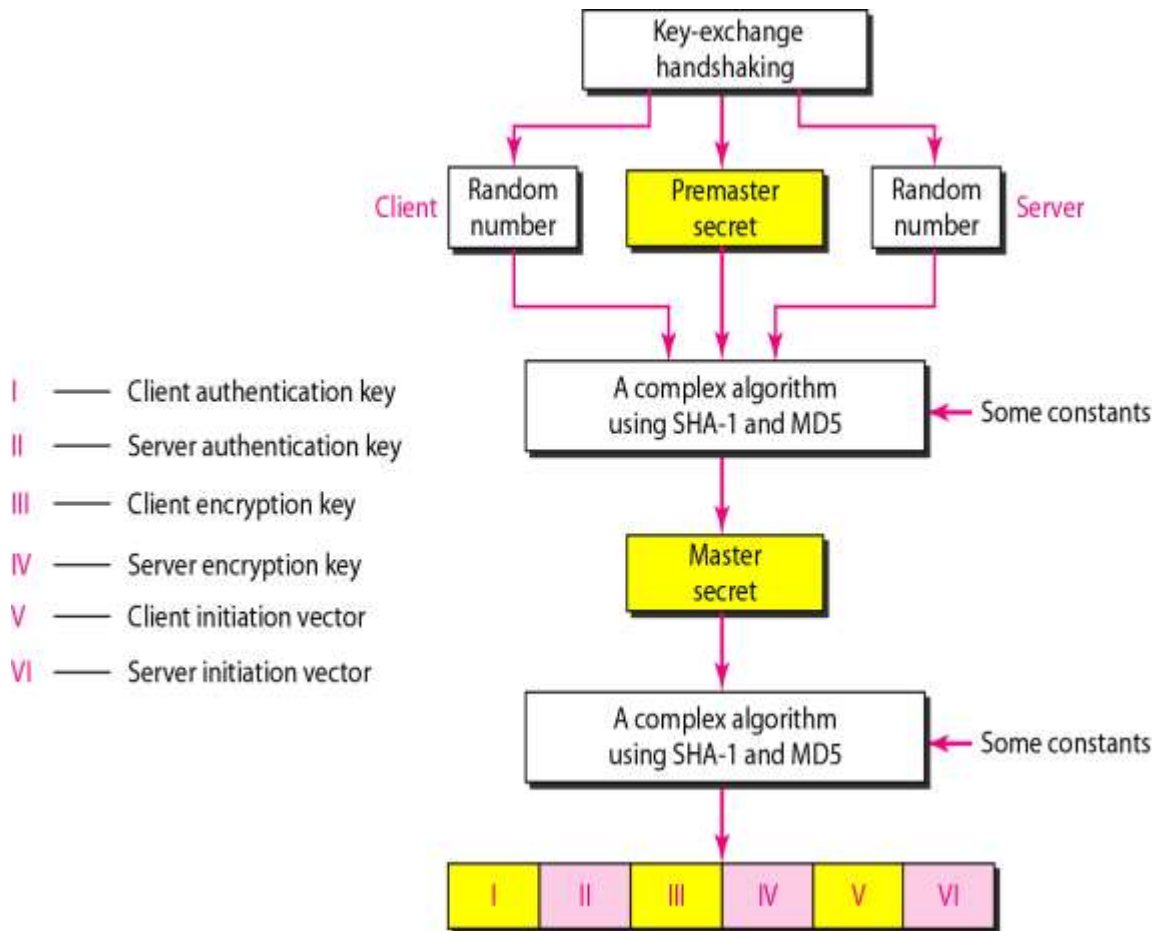 Key-exchange
handshaking
Client
Random
number
Premaster
secret
Random
number
Server
A complex algorithm
using SHA-1 and MD5
Some constants
I Client authentication key
II Server authentication key
III Client encryption key
IV Server encryption key
V Client initiation vector
VI Server initiation vector
Master
secret
A complex algorithm
using SHA-1 and MD5
Some constants
I II III IV V VI